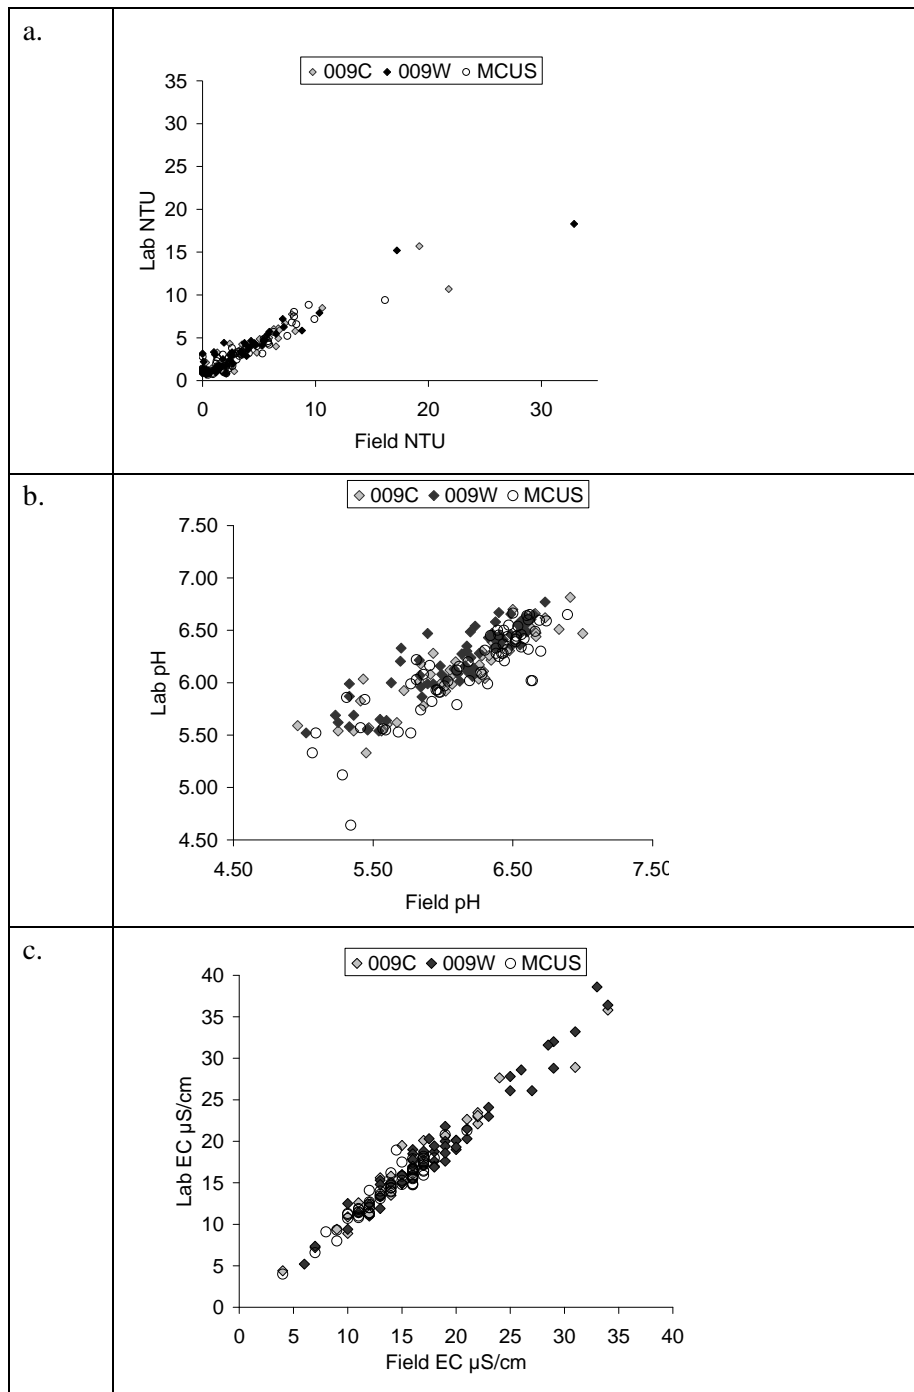 a.
009C 009W MCUS
35
30
25
20
15
10
5
0
0 10 20 30
Lab NTU
Field NTU
b.
009C 009W MCUS
7.50
7.00
6.50
6.00
5.50
5.00
4.50
4.50 5.50 6.50 7.50
Lab pH
Field pH
c.
009C 009W MCUS
40
35
30
25
20
15
10
5
0
0 5 10 15 20 25 30 35 40
Lab EC µS/cm
Field EC µS/cm